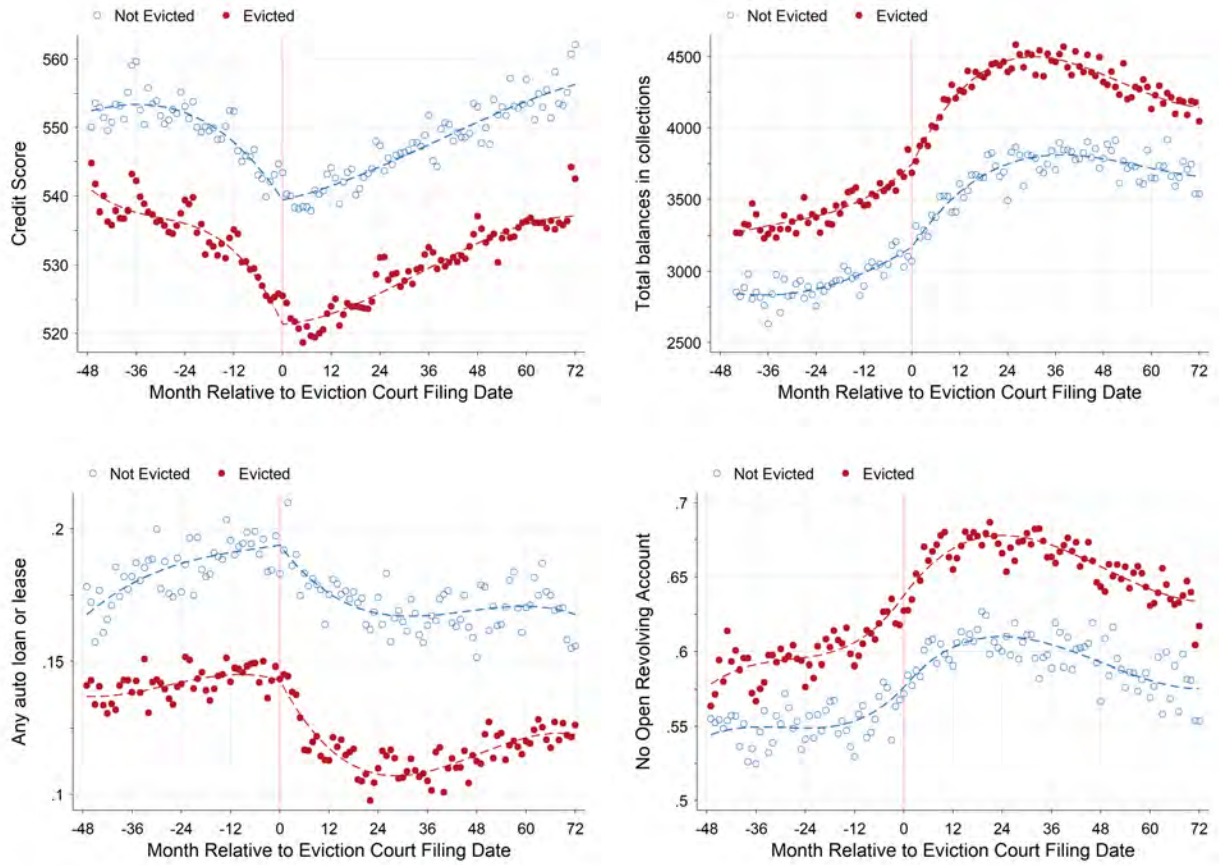 Not Evicted Evicted
560
550
540
530
520
Credit Score
-48 -36 -24 -12 0 12 24 36 48 60 72
Month Relative to Eviction Court Filing Date
Not Evicted Evicted
4500
4000
3500
3000
2500
Total balances in collections
-48 -36 -24 -12 0 12 24 36 48 60 72
Month Relative to Eviction Court Filing Date
Not Evicted Evicted
.2
.15
.1
Any auto loan or lease
-48 -36 -24 -12 0 12 24 36 48 60 72
Month Relative to Eviction Court Filing Date
Not Evicted Evicted
.7
.65
.6
.55
.5
No Open Revolving Account
-48 -36 -24 -12 0 12 24 36 48 60 72
Month Relative to Eviction Court Filing Date